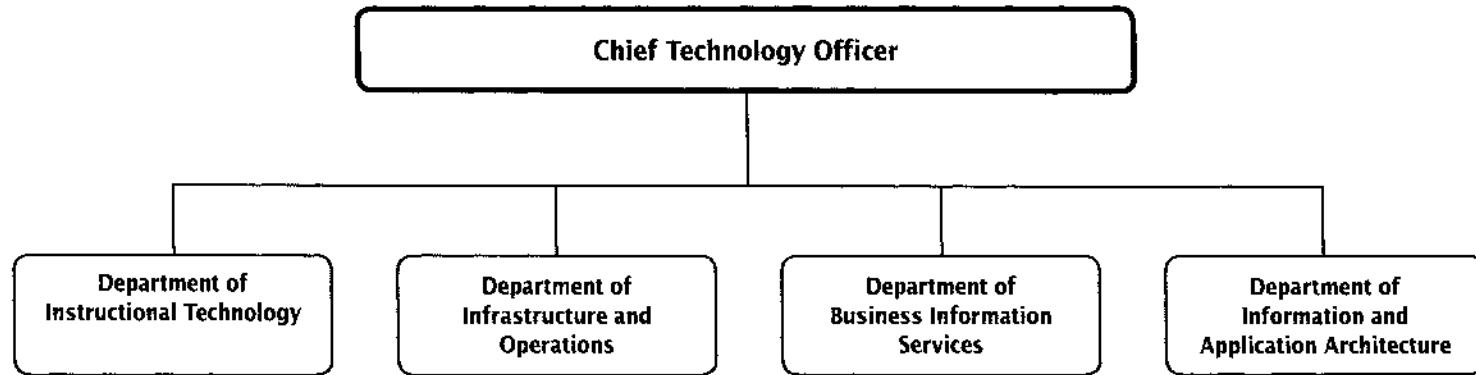 Chief Technology Officer
Department of
Instructional Technology
Department of
Infrastructure and
Operations
Department of
Business Information
Services
Department of
Information and
Application Architecture